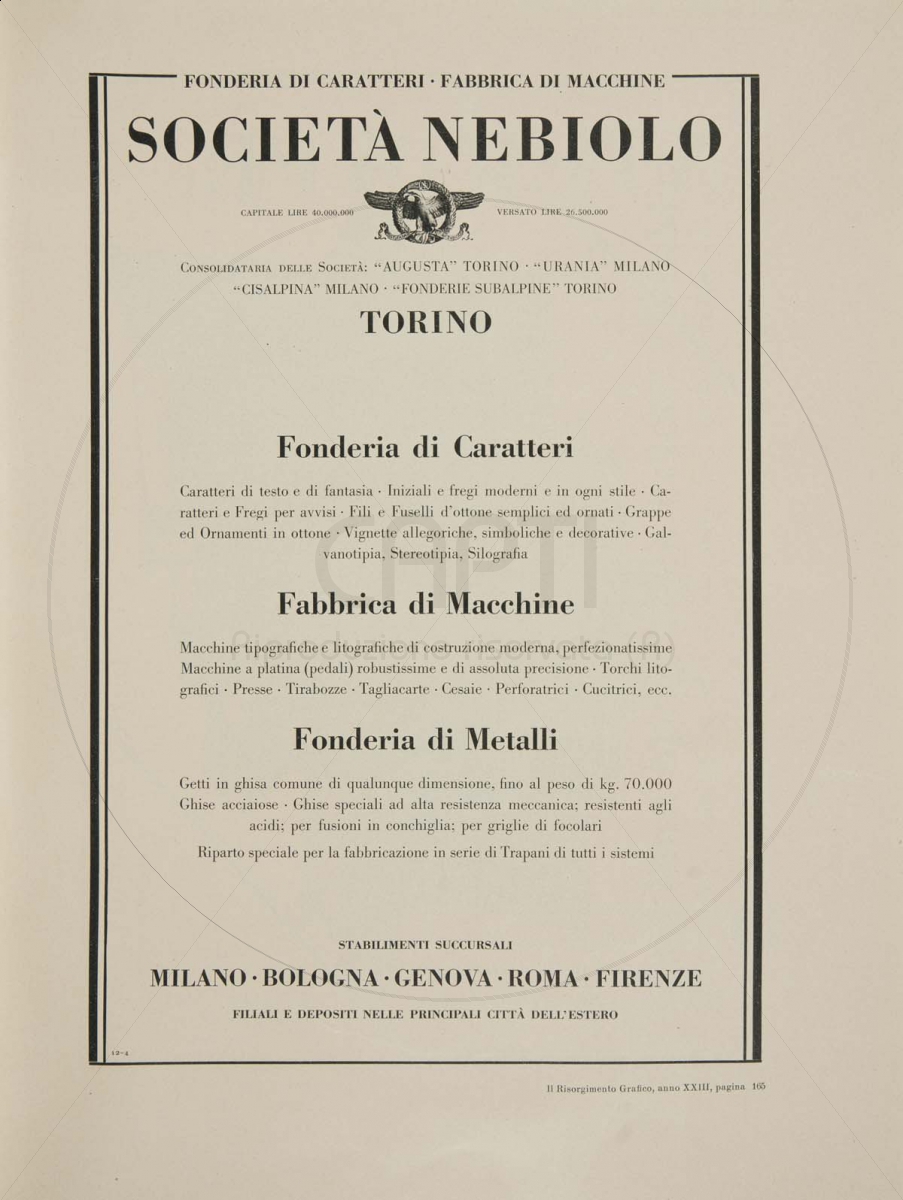 FONDERIA DI CARATTERI · FABBRICA DI MACCHINE
SOCIETÀ NEBIOLO
CAPITALE LIRE 40.000.000 VERSATO LIRE 26.500.000
CONSOLIDATARIA DELLE SOCIETÀ: “AUGUSTA” TORINO · “URANIA” MILANO
“CISALPINA” MILANO · “FONDERIE SUBALPINE” TORINO
TORINO
Fonderia di Caratteri
Caratteri di testo e di fantasia · Iniziali e fregi moderni e in ogni stile · Ca-
ratteri e Fregi per avvisi · Fili e Fuselli d’ottone semplici ed ornati · Grappe
ed Ornamenti in ottone · Vignette allegoriche, simboliche e decorative · Gal-
vanotipia, Stereotipia, Silografia
CAPTI
Fabbrica di Macchine
riproduzione riservata
Macchine tipografiche e litografiche di costruzione moderna, perfezionatissime
Macchine a platina (pedali) robustissime e di assoluta precisione · Torchi lito-
grafici · Presse · Tirabozze · Tagliacarte · Cesaie · Perforatrici · Cucitrici, ecc.
Fonderia di Metalli
Getti in ghisa comune di qualunque dimensione, fino al peso di kg. 70.000
Ghise acciaiose · Ghise speciali ad alta resistenza meccanica; resistenti agli
acidi; per fusioni in conchiglia; per griglie di focolari
Riparto speciale per la fabbricazione in serie di Trapani di tutti i sistemi
STABILIMENTI SUCCURSALI
MILANO · BOLOGNA · GENOVA · ROMA · FIRENZE
FILIALI E DEPOSITI NELLE PRINCIPALI CITTÀ DELL’ESTERO
Il Risorgimento Grafico, anno XXIII, pagina 165